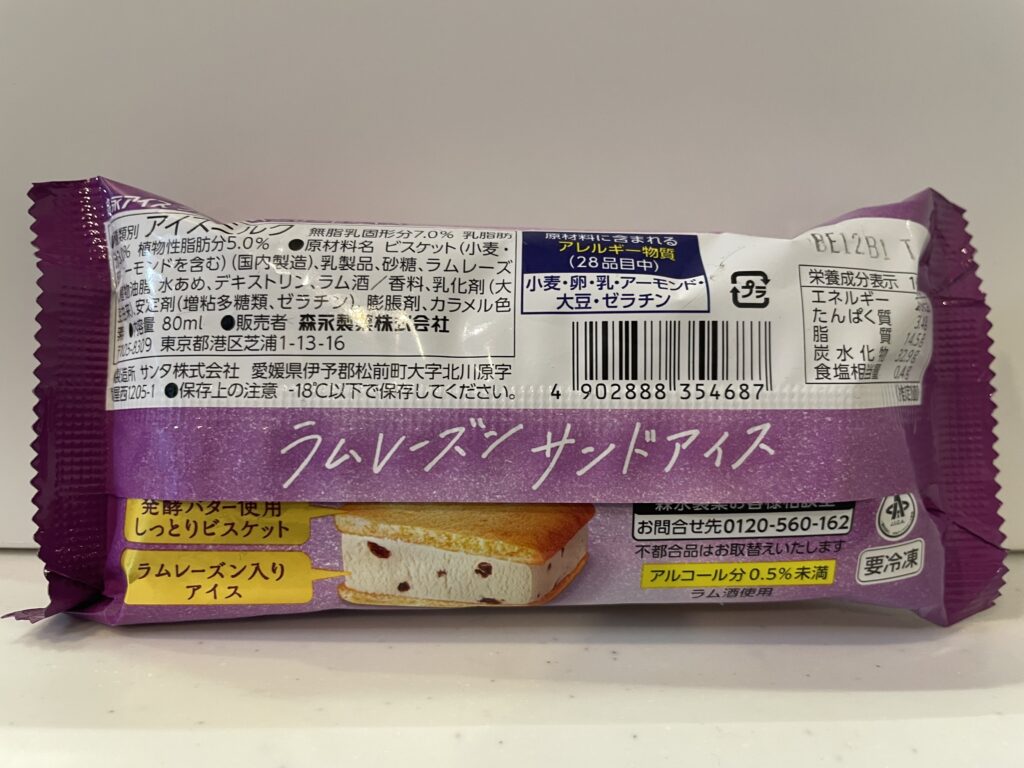 類別 アイスミルク 無脂乳固形分7.0% 乳脂肪
植物性脂肪分5.0% ●原材料名 ビスケット(小麦・
アーモンドを含む)(国内製造)、乳製品、砂糖、ラムレーズ
水あめ、デキストリン、ラム酒/香料、乳化剤(大
安定剤(増粘多糖類、ゼラチン)、膨脹剤、カラメル色
素 80ml ●販売者 森永製菓株式会社
〒105-8309 東京都港区芝浦1-13-16
サンタ株式会社 愛媛県伊予郡松前町大字北川原字
1205-1 ●保存上の注意 -18℃以下で保存してください。
原材料に含まれる
アレルギー物質
(28品目中)
小麦・卵・乳・アーモンド・
大豆・ゼラチン
プラ
4 902888 354687
BE12B1 T
栄養成分表示 1
エネルギー
たんぱく質
脂質 14.5g
炭水化物 32.9g
食塩相当量 0.4g
ラムレーズン サンドアイス
発酵バター使用
しっとりビスケット
ラムレーズン入り
アイス
お問合せ先0120-560-162
不都合品はお取替えいたします
アルコール分0.5%未満
ラム酒使用
要冷凍